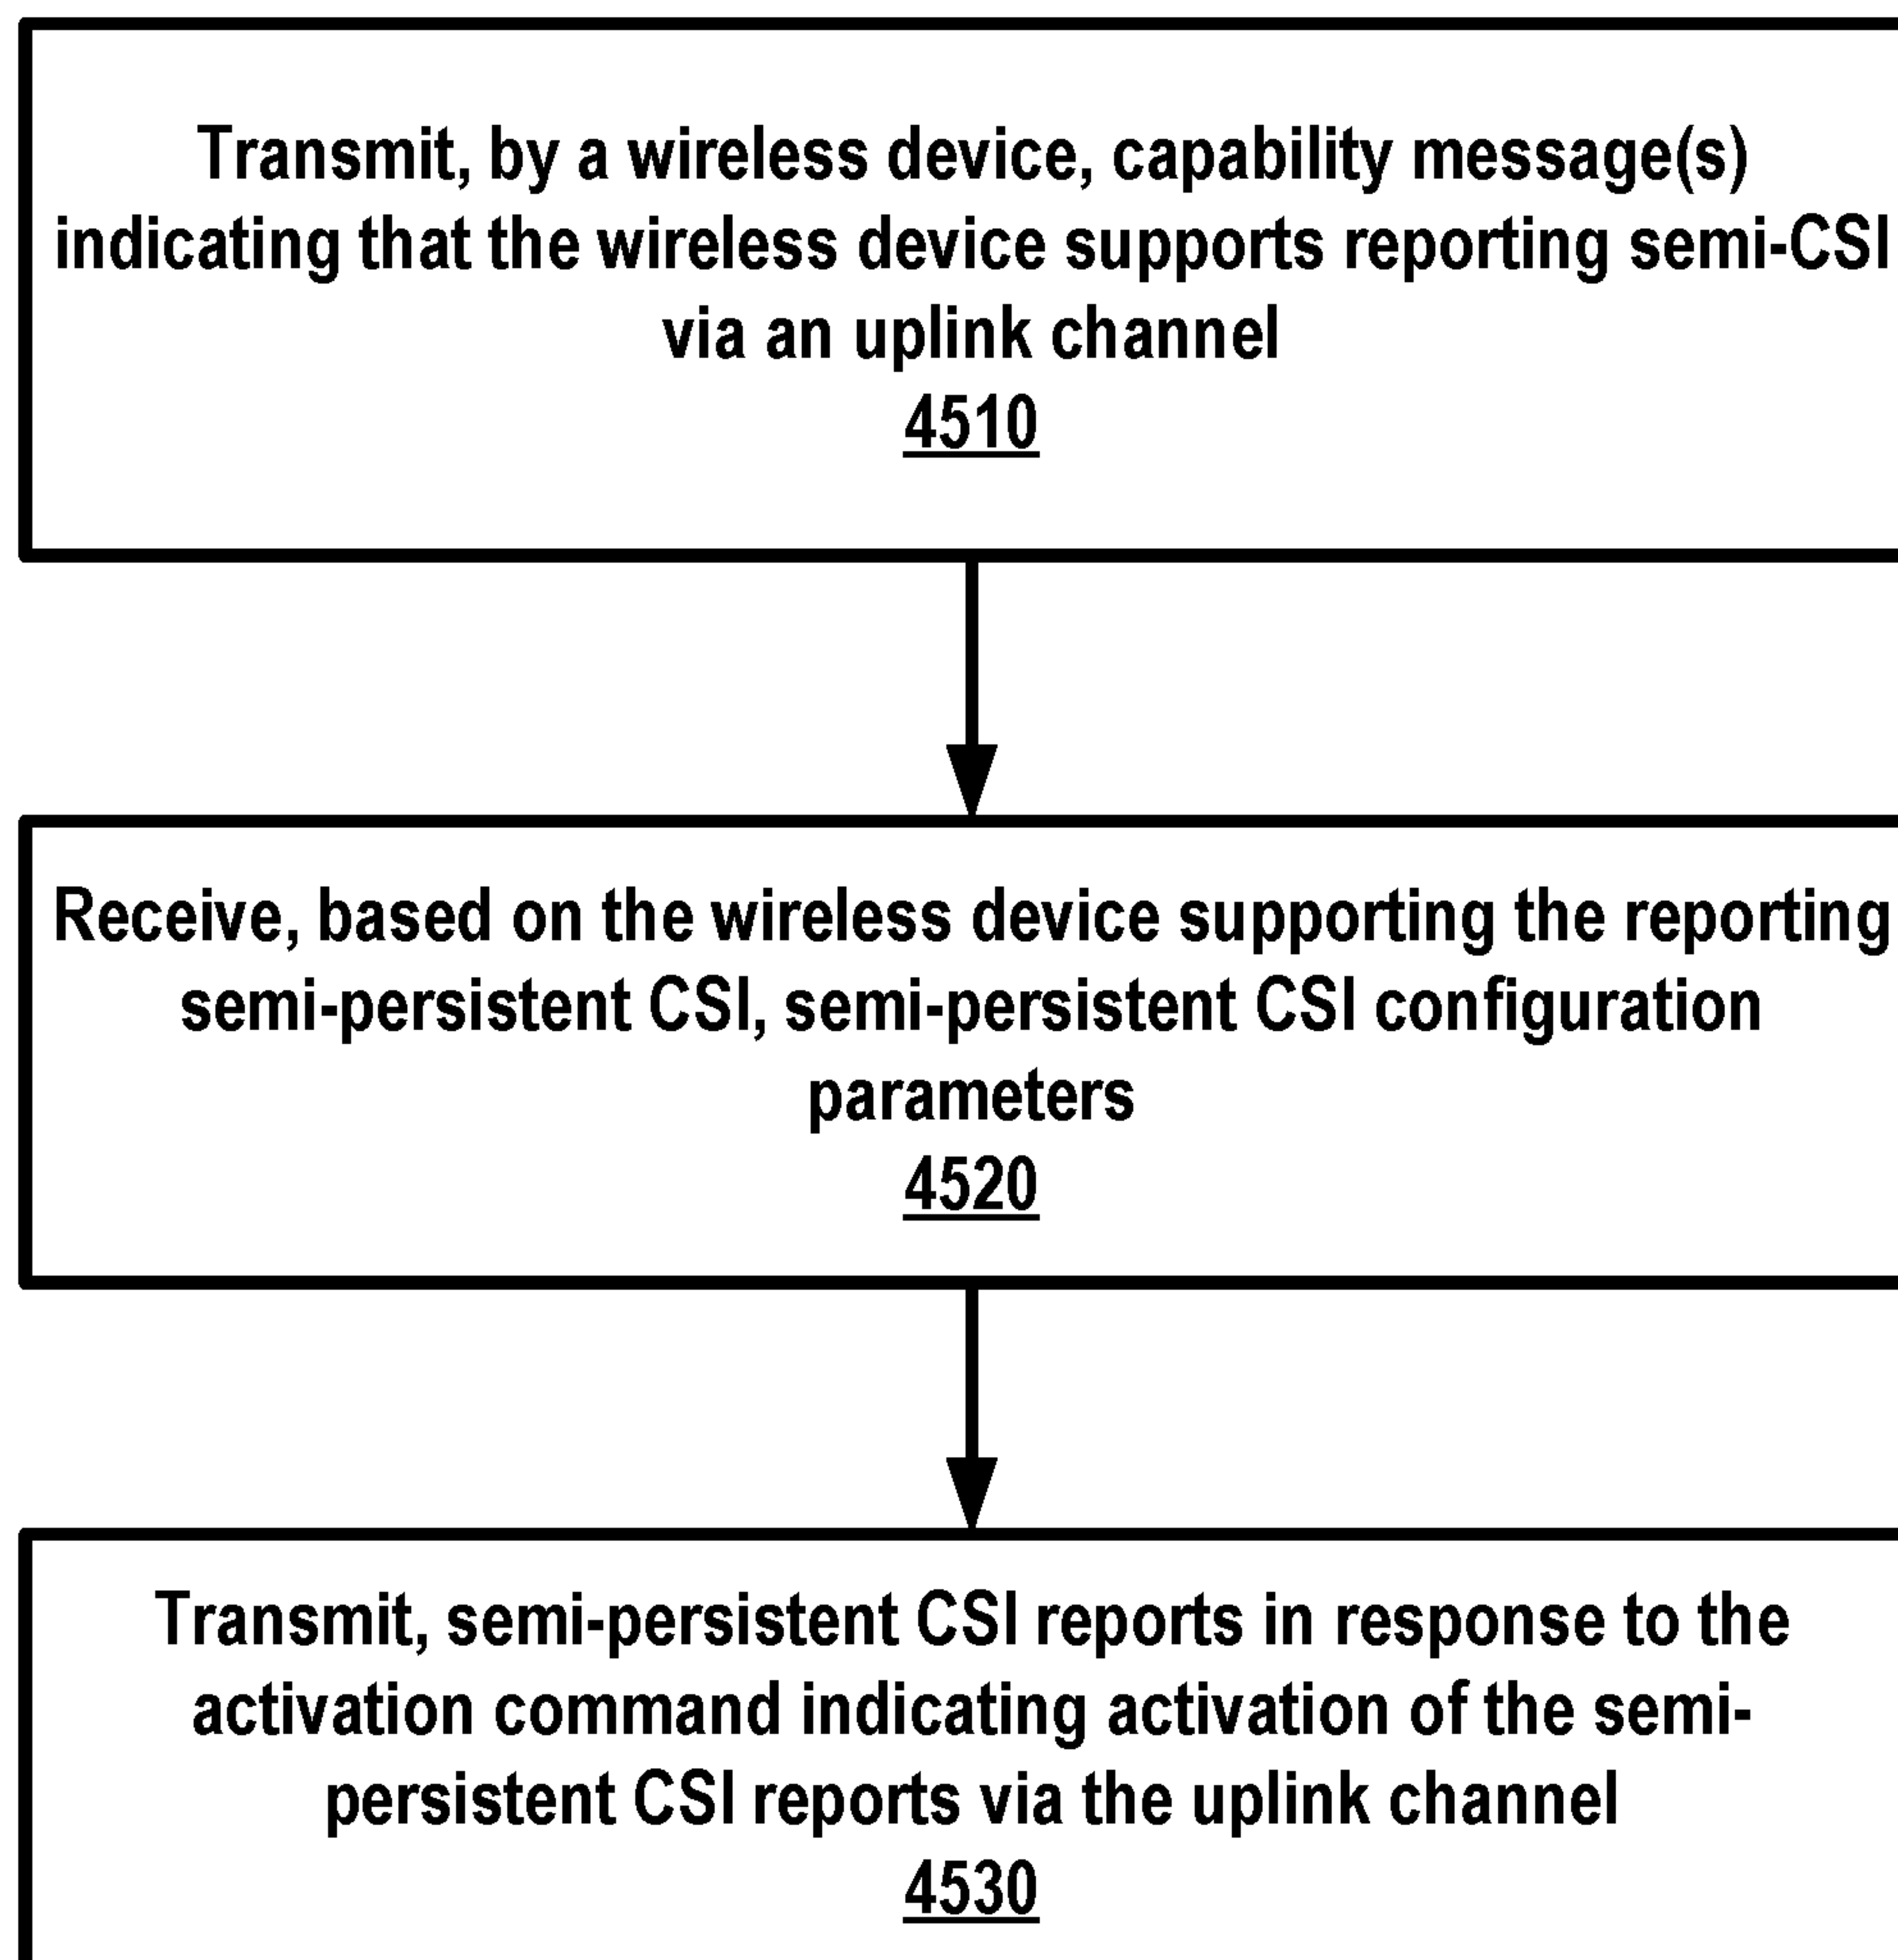 Transmit, by a wireless device, capability message(s)
indicating that the wireless device supports reporting semi-CSI
via an uplink channel
4510
Receive, based on the wireless device supporting the reporting
semi-persistent CSI, semi-persistent CSI configuration
parameters
4520
Transmit, semi-persistent CSI reports in response to the
activation command indicating activation of the semi-
persistent CSI reports via the uplink channel
4530